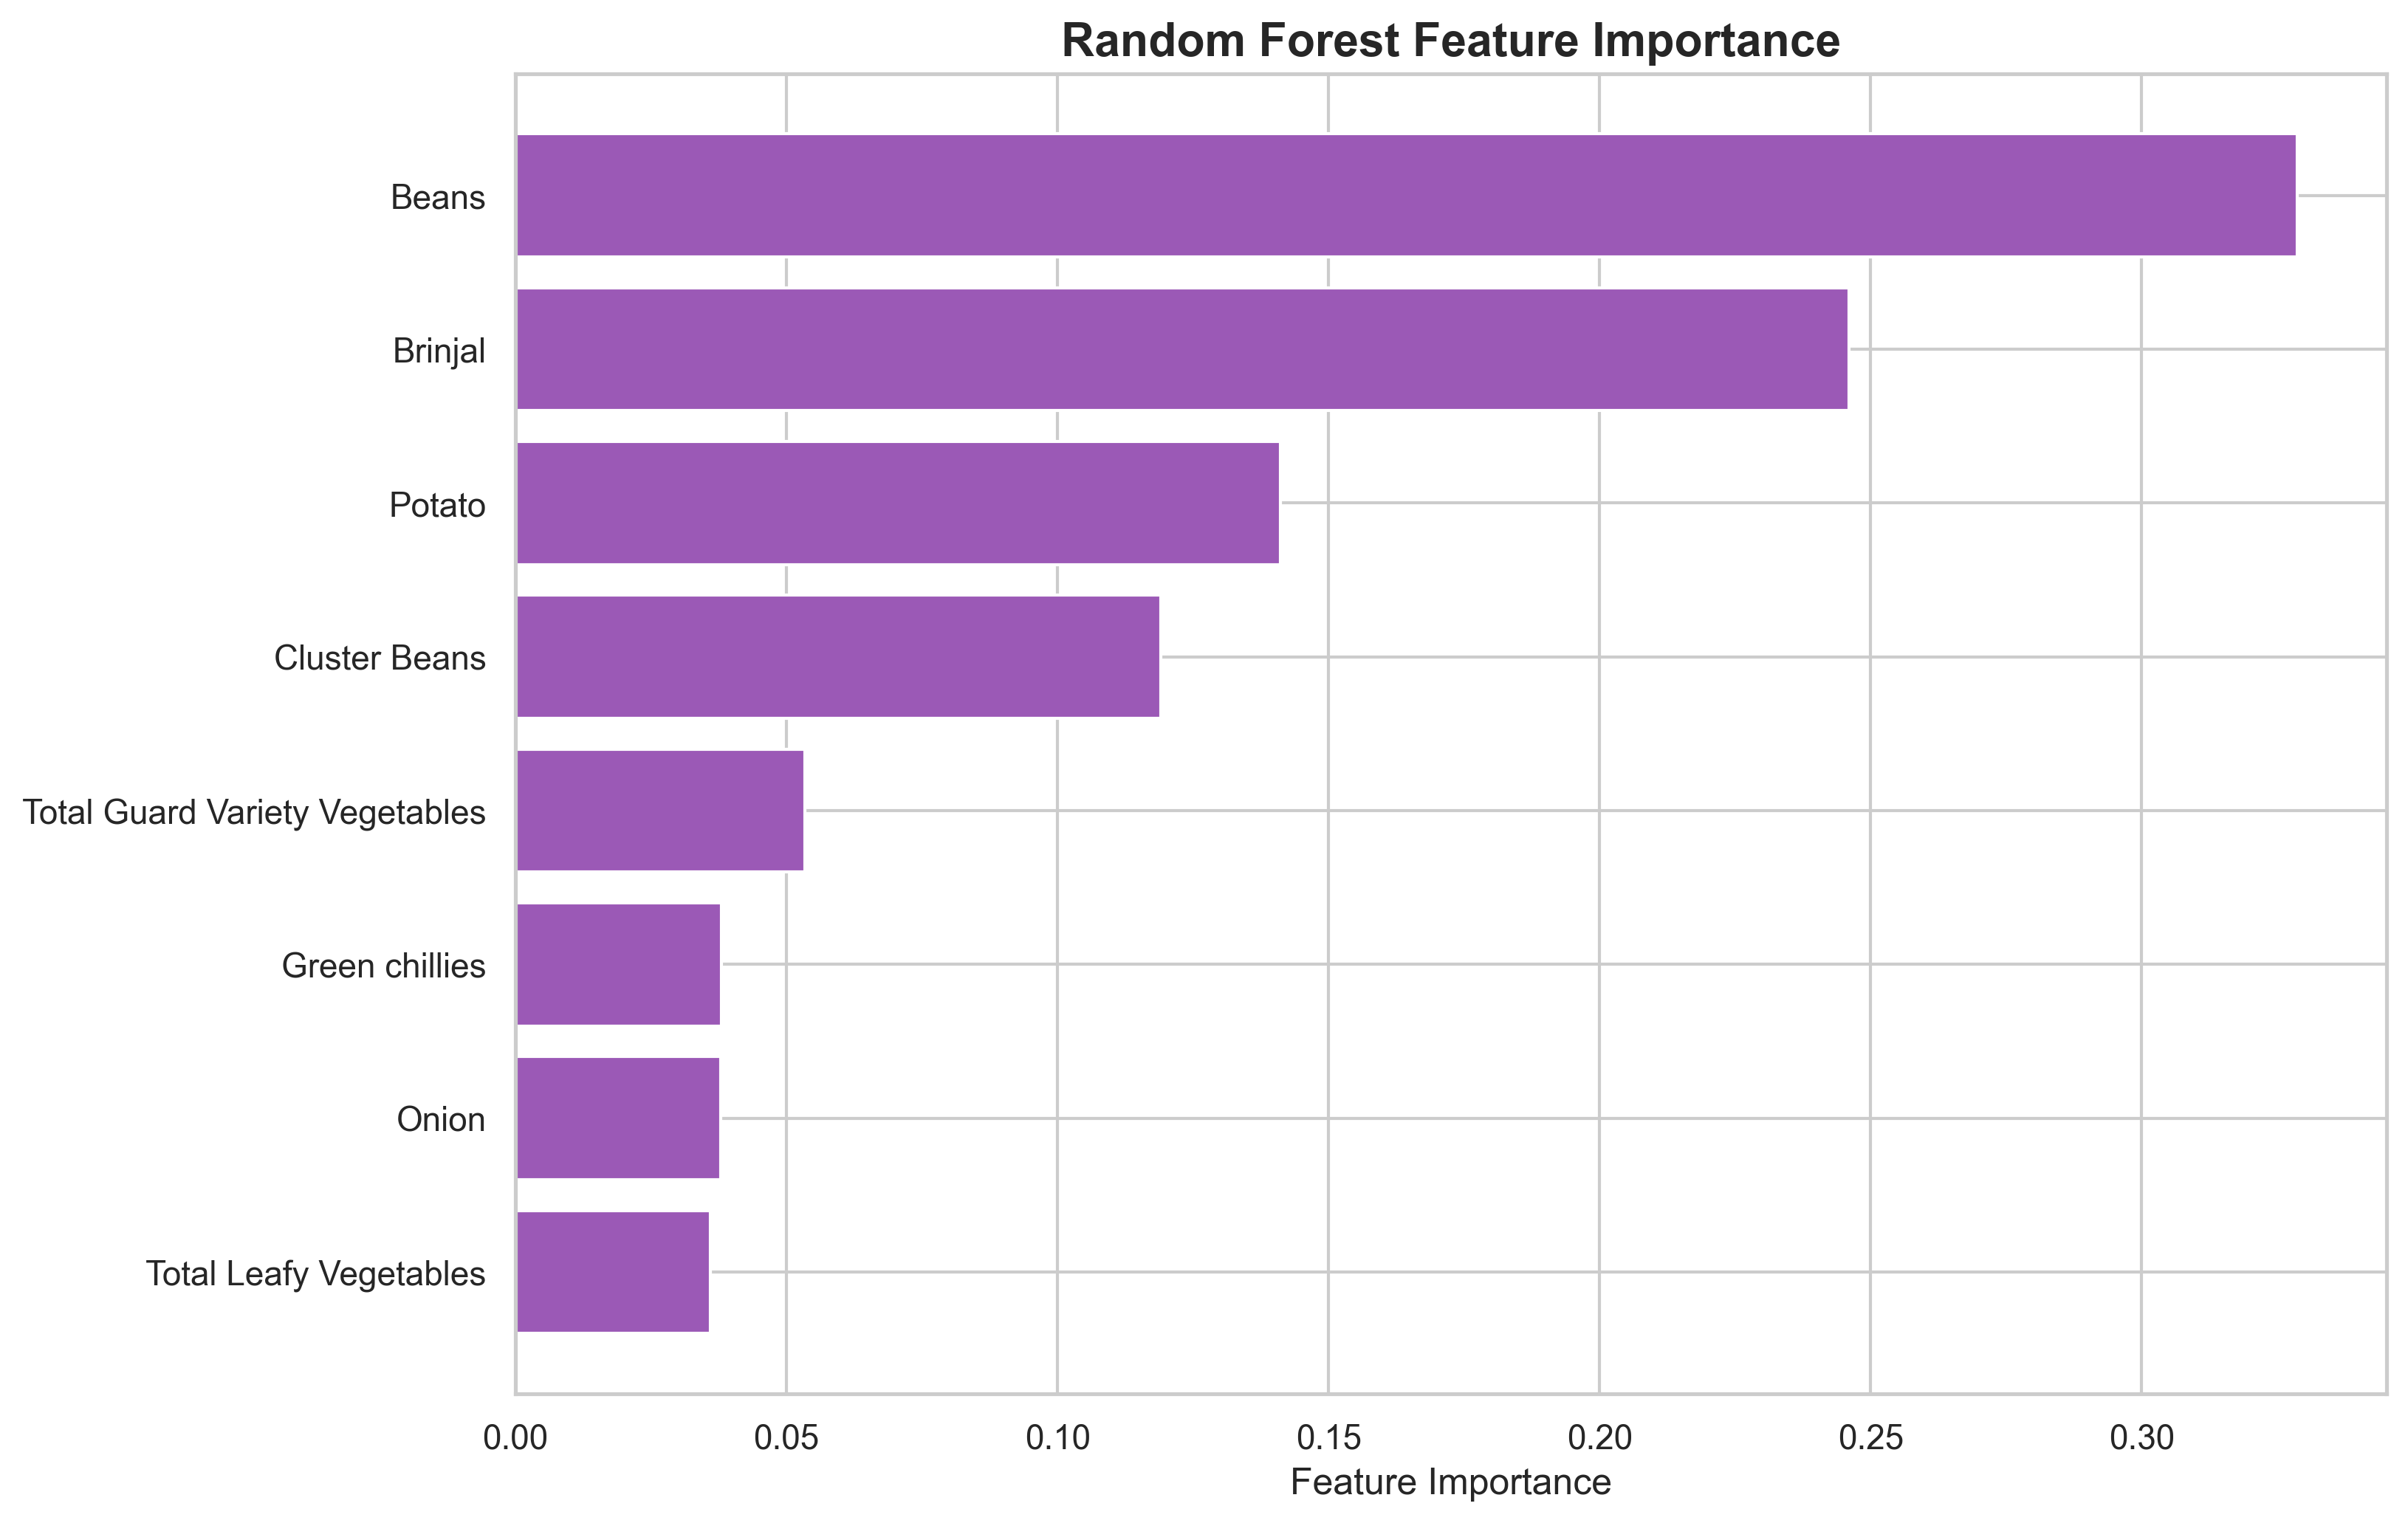 Random Forest Feature Importance
Beans
Brinjal
Potato
Cluster Beans
Total Guard Variety Vegetables
Green chillies
Onion
Total Leafy Vegetables
0.00 0.05 0.10 0.15 0.20 0.25 0.30
Feature Importance